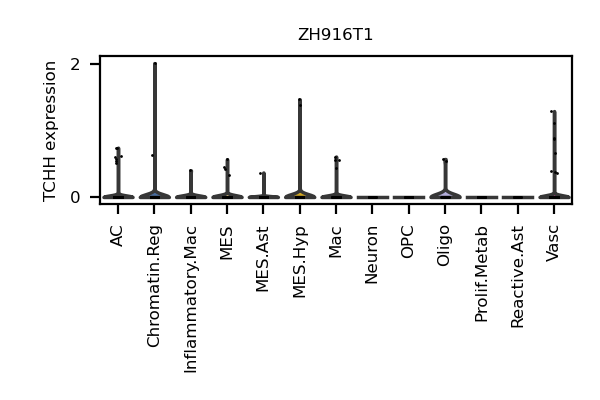 ZH916T1
TCHH expression
2
0
AC
Chromatin.Reg
Inflammatory.Mac
MES
MES.Ast
MES.Hyp
Mac
Neuron
OPC
Oligo
Prolif.Metab
Reactive.Ast
Vasc